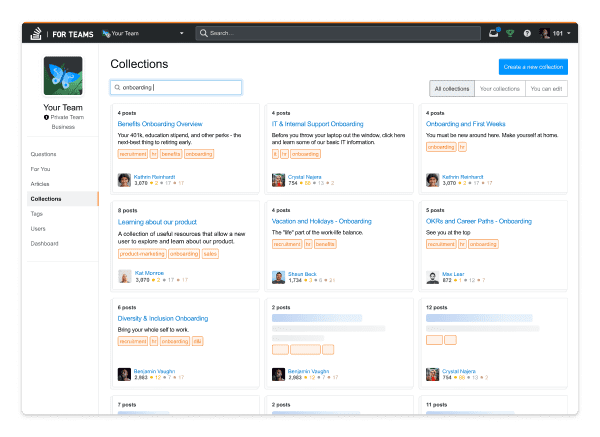 FOR TEAMS
Your Team
Search...
101
Your Team
Private Team
Business
Questions
For You
Articles
Collections
Tags
Users
Dashboard
Collections
Create a new collection
onboarding
All collections
Your collections
You can edit
4 posts
Benefits Onboarding Overview
Your 401k, education stipend, and other perks - the
next-best thing to retiring early.
recruitment hr benefits onboarding
Kathrin Reinhardt
3,070 2 17 17
4 posts
IT & Internal Support Onboarding
Before you throw your laptop out the window, click here
and learn some of our basic IT information.
it hr onboarding
Crystal Najera
754 13 2
4 posts
Onboarding and First Weeks
You must be new around here. Make yourself at home.
onboarding hr
Kathrin Reinhardt
3,070 2 17 17
8 posts
Learning about our product
A collection of useful resources that allow a new
user to explore and learn about our product.
product-marketing onboarding sales
Kat Monroe
3,870 2 17 17
4 posts
Vacation and Holidays - Onboarding
The "life" part of the work-life balance.
recruitment hr benefits
Shaun Beck
1,734 6
5 posts
OKRs and Career Paths - Onboarding
See you at the top
recruitment hr onboarding
Max Lear
872 1 12 7
6 posts
Diversity & Inclusion Onboarding
Bring your whole self to work.
recruitment hr onboarding d&i
Benjamin Vaughn
2,983 12 7 17
2 posts
Benjamin Vaughn
2,983 12 7 17
12 posts
Crystal Najera
754 13 2
7 posts
2 posts
11 posts